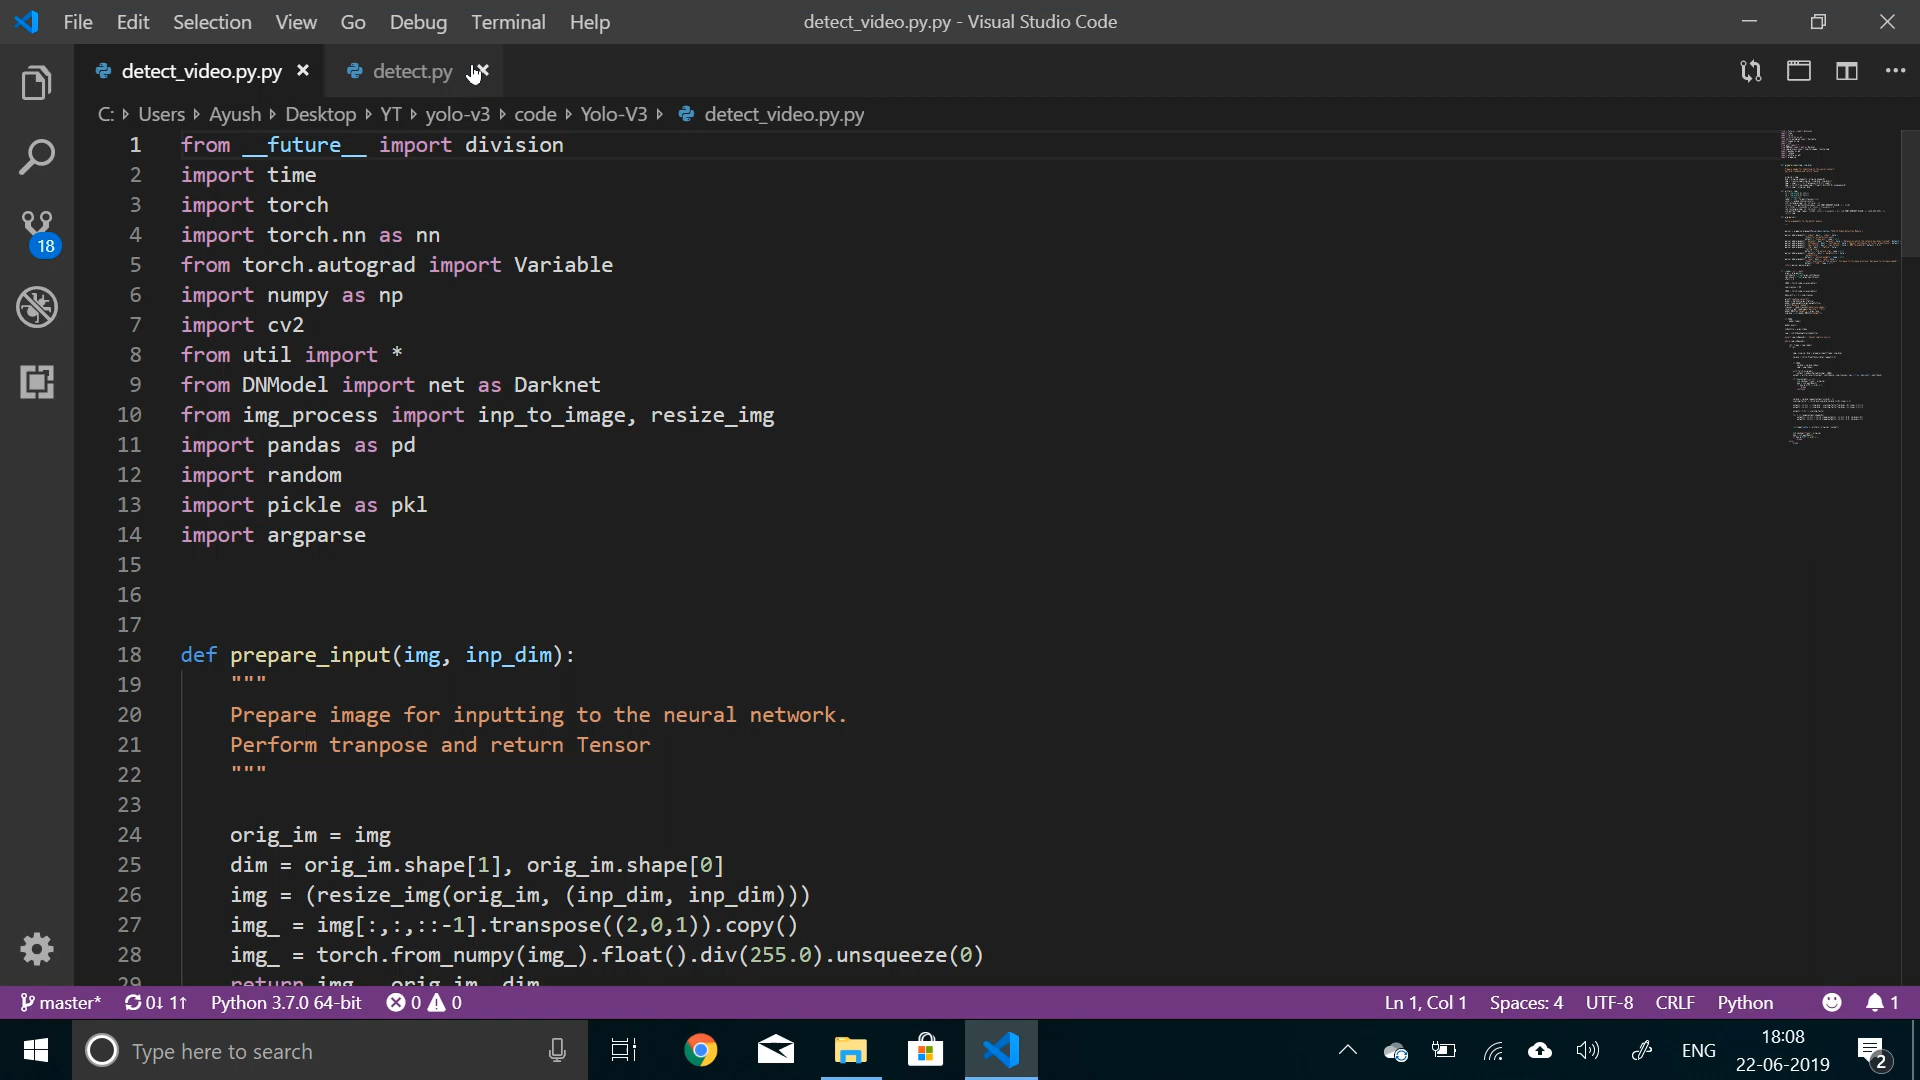 File Edit Selection View Go Debug Terminal Help detect_video.py.py - Visual Studio Code
detect_video.py.py detect.py
C: Users Ayush Desktop YT yolo-v3 code Yolo-V3 detect_video.py.py
1 from __future__ import division
2 import time
3 import torch
4 import torch.nn as nn
5 from torch.autograd import Variable
6 import numpy as np
7 import cv2
8 from util import *
9 from DNModel import net as Darknet
10 from img_process import inp_to_image, resize_img
11 import pandas as pd
12 import random
13 import pickle as pkl
14 import argparse
15
16
17
18 def prepare_input(img, inp_dim):
19 """
20 Prepare image for inputting to the neural network.
21 Perform tranpose and return Tensor
22 """
23
24 orig_im = img
25 dim = orig_im.shape[1], orig_im.shape[0]
26 img = (resize_img(orig_im, (inp_dim, inp_dim)))
27 img_ = img[:,:,::-1].transpose((2,0,1)).copy()
28 img_ = torch.from_numpy(img_).float().div(255.0).unsqueeze(0)
29 return img_, orig_im, dim
18
master* 0↓ 1↑ Python 3.7.0 64-bit 0 0 Ln 1, Col 1 Spaces: 4 UTF-8 CRLF Python 1
Type here to search ENG 18:08
22-06-2019 2